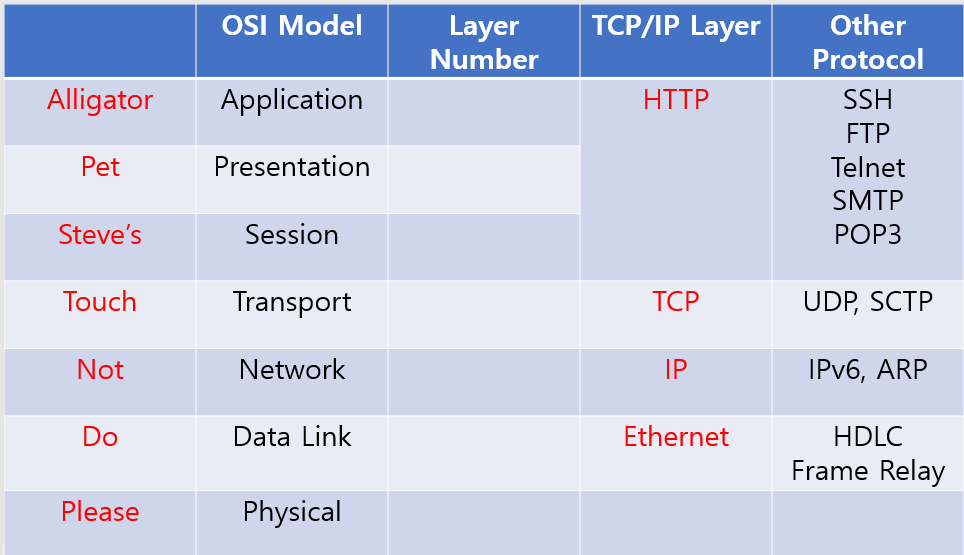 OSI Model
Layer
Number
TCP/IP Layer
Other
Protocol
Alligator
Application
HTTP
SSH
FTP
Telnet
SMTP
POP3
Pet
Presentation
Steve's
Session
Touch
Transport
TCP
UDP, SCTP
Not
Network
IP
IPv6, ARP
Do
Data Link
Ethernet
HDLC
Frame Relay
Please
Physical